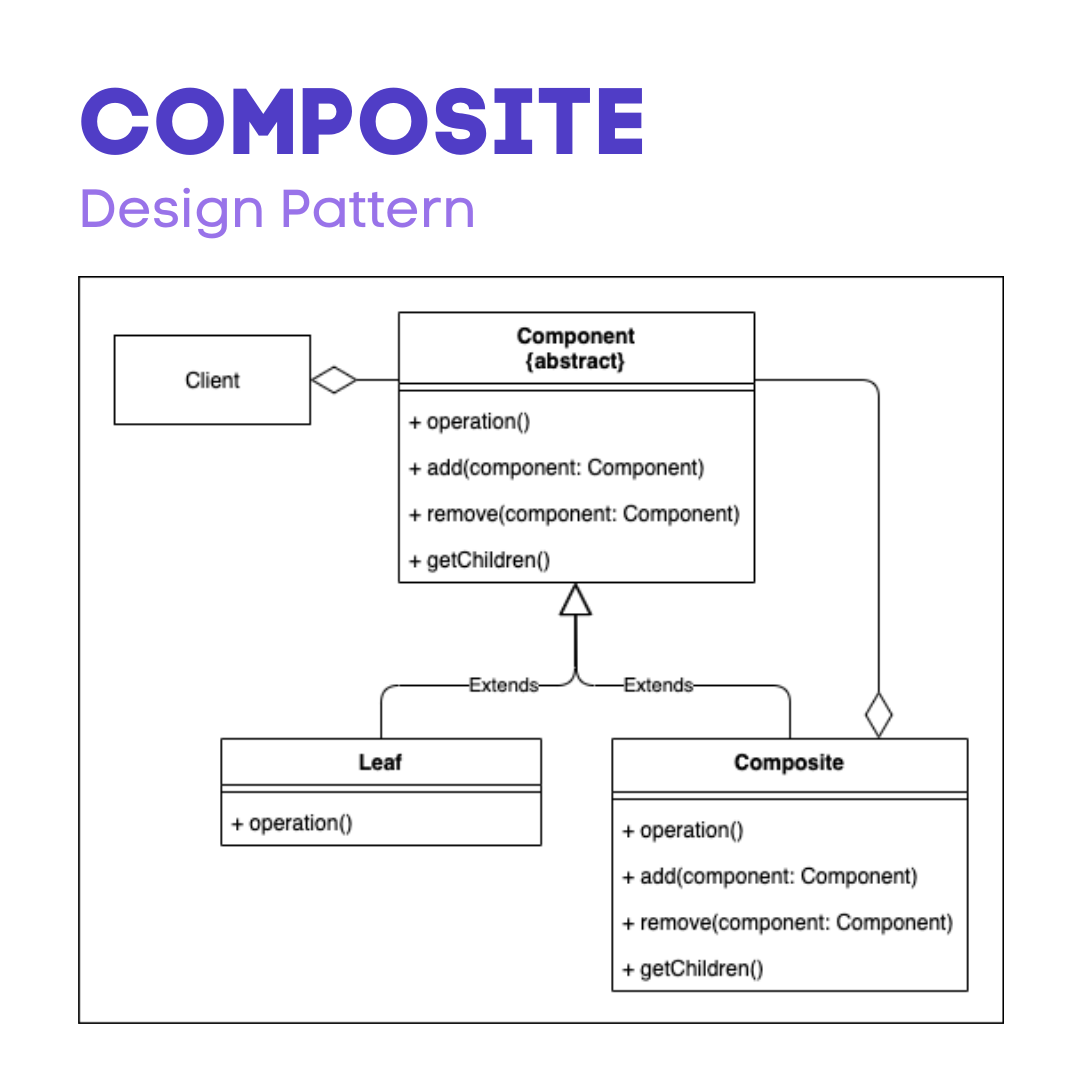 COMPOSITE
Design Pattern
Client
Component
{abstract}
+ operation()
+ add(component: Component)
+ remove(component: Component)
+ getChildren()
Extends
Extends
Leaf
+ operation()
Composite
+ operation()
+ add(component: Component)
+ remove(component: Component)
+ getChildren()